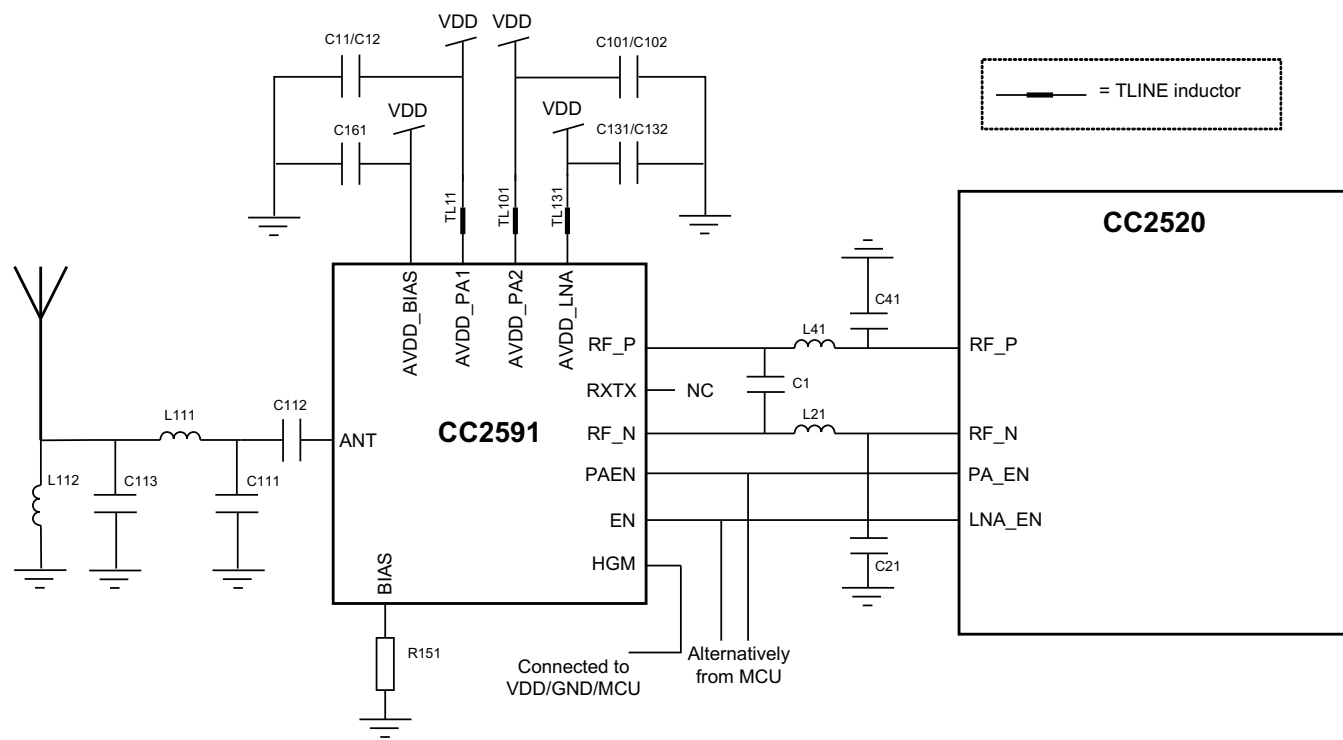 VDD
VDD
C11/C12
C101/C102
= TLINE inductor
VDD
VDD
C161
C131/C132
TL11
TL101
TL131
CC2520
AVDD_BIAS
AVDD_PA1
AVDD_PA2
AVDD_LNA
C41
RF_P
L41
RF_P
RXTX
NC
C1
C112
L111
CC2591
ANT
L21
RF_N
RF_N
PAEN
PA_EN
L112
C113
C111
EN
LNA_EN
HGM
C21
BIAS
R151
Connected to
VDD/GND/MCU
Alternatively
from MCU